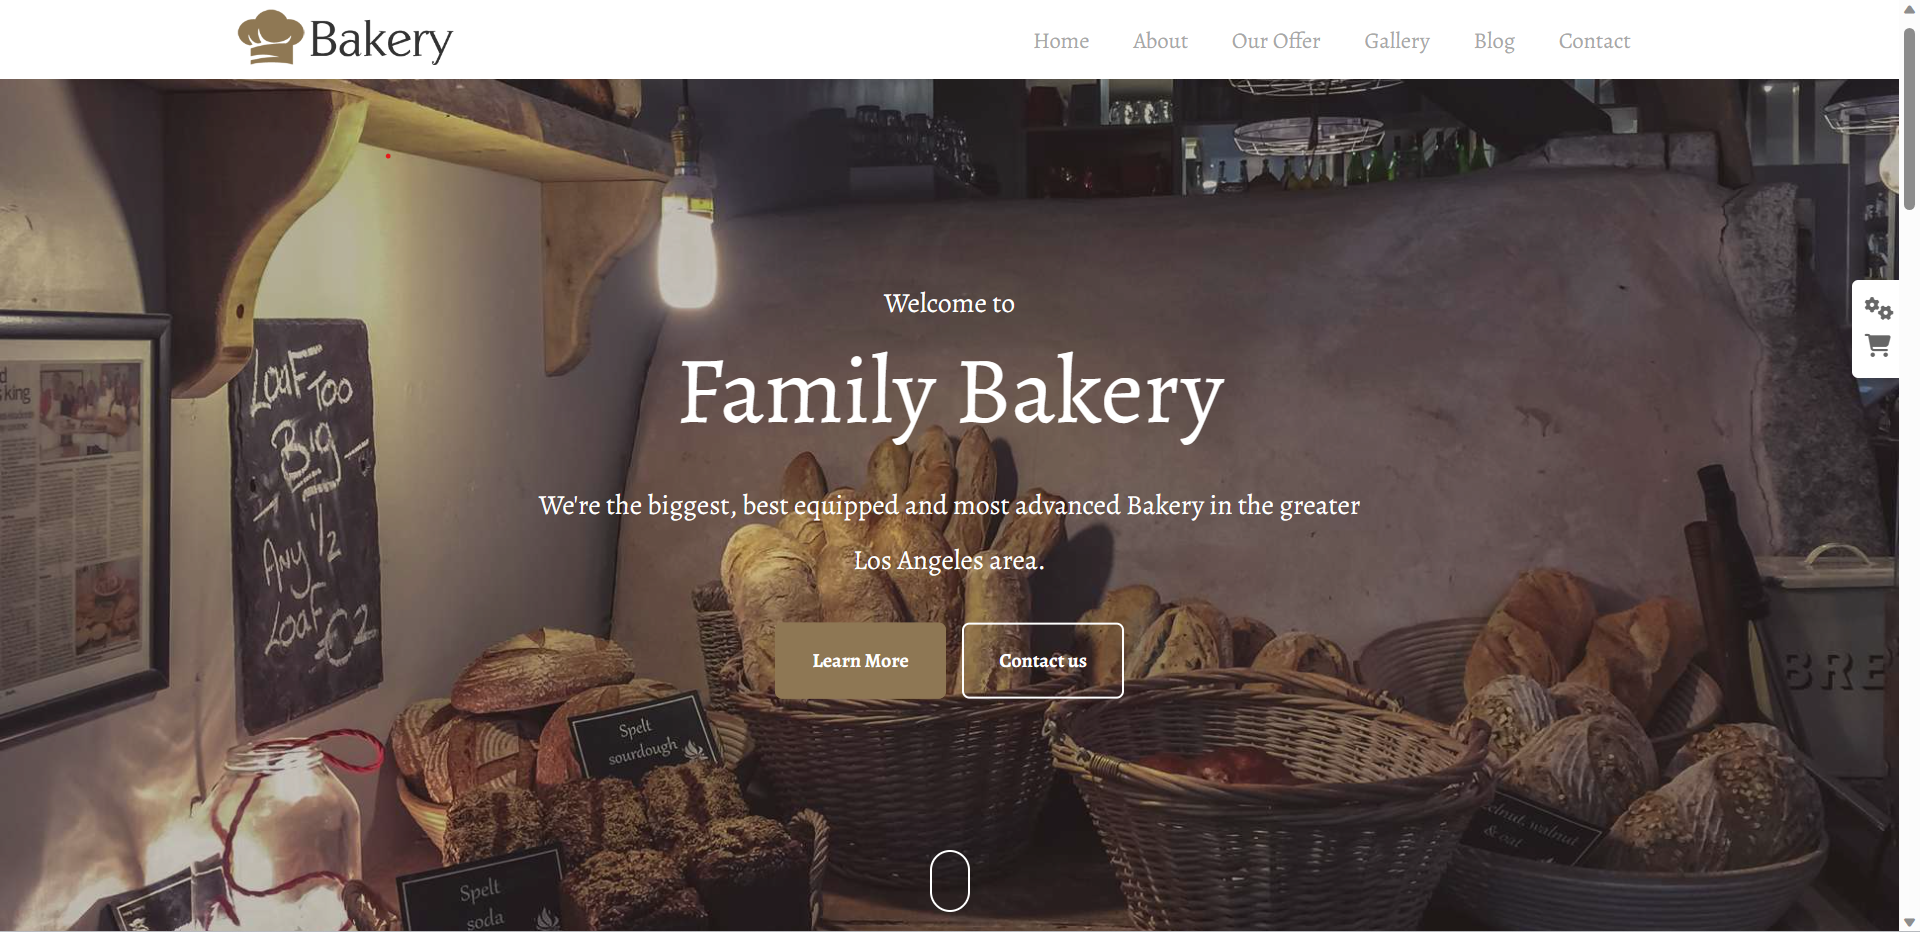 Bakery
Home About Our Offer Gallery Blog Contact
Welcome to
Family Bakery
We're the biggest, best equipped and most advanced Bakery in the greater
Los Angeles area.
Learn More Contact us
Loaf Too
Big
Any 1/2
Loaf €2
king
BRE
Spelt
sourdough
walnut
& oat
Spelt
soda